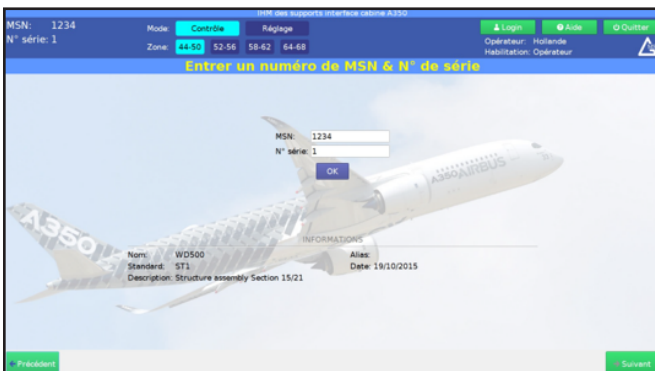 IHM des supports interface cabine A350
MSN: 1234 Mode: Contrôle Réglage Login Aide Quitter
N° série: 1 Zone: 44-50 52-56 58-62 64-68 Opérateur: Hollande
Habilitation: Opérateur
Entrer un numéro de MSN & N° de série
MSN: 1234
N° série: 1
OK
A350 AIRBUS
A350
INFORMATIONS
Nom: WD500 Alias:
Standard: ST1 Date: 19/10/2015
Description: Structure assembly Section 15/21
Précédent Suivant